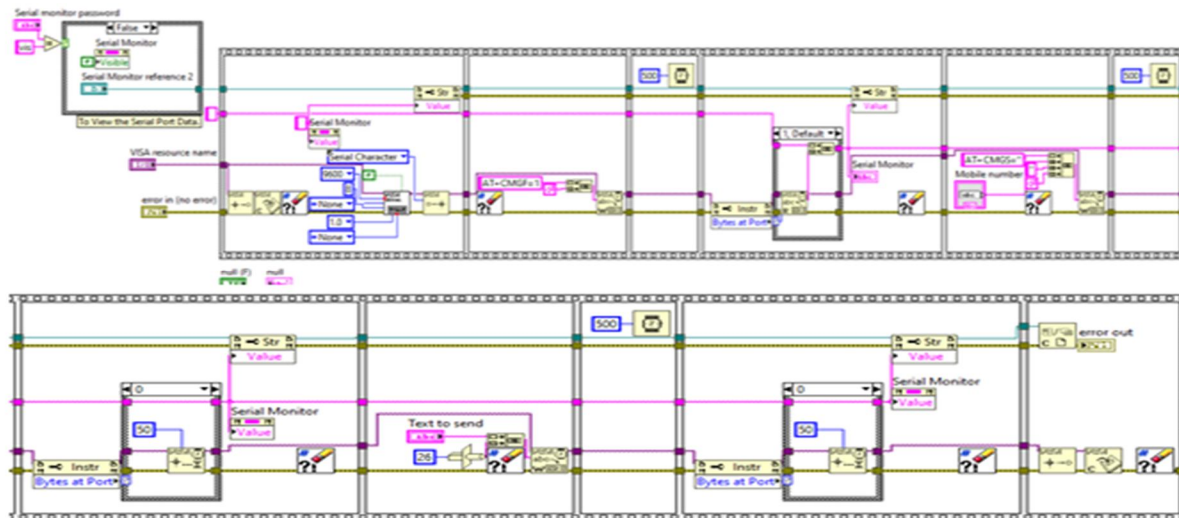 Serial monitor password
False
Serial Monitor
Visible
Serial Monitor reference 2
To View the Serial Port Data.
VISA resource name
error in (no error)
Str
Value
Serial Monitor
Value
Serial Character
9600
None
1.0
None
AT+CMGF=1
500
Instr
Bytes at Port
1, Default
Str
Value
Serial Monitor
AT+CMGS="
Mobile number
500
null (F)
null
Instr
Bytes at Port
0
50
Str
Value
Serial Monitor
Value
Text to send
26
500
Instr
Bytes at Port
0
50
Str
Value
Serial Monitor
Value
error out